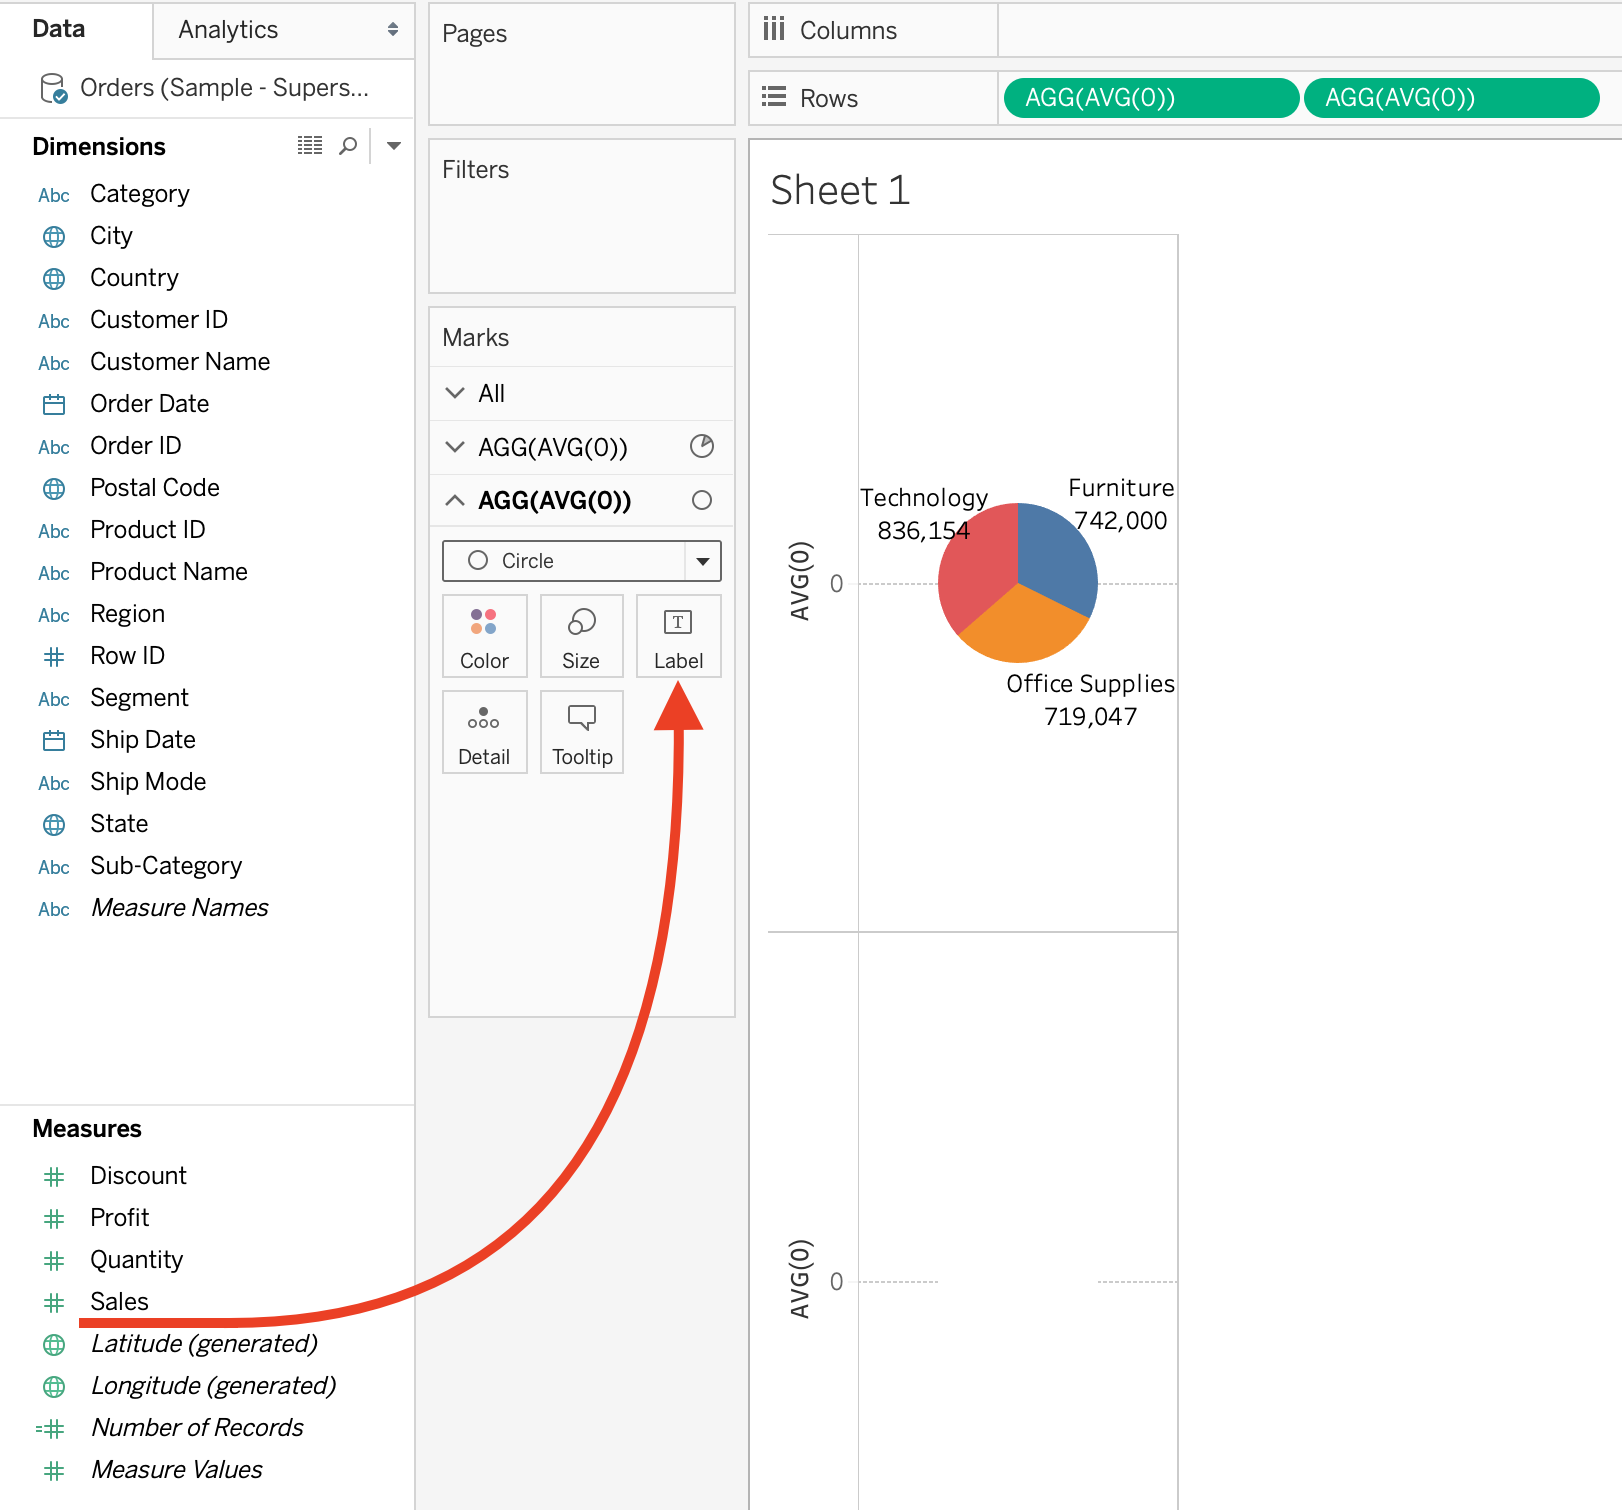 Data
Analytics
Orders (Sample - Supers...
Dimensions
Abc Category
City
Country
Abc Customer ID
Abc Customer Name
Order Date
Abc Order ID
Postal Code
Abc Product ID
Abc Product Name
Abc Region
Row ID
Abc Segment
Ship Date
Abc Ship Mode
State
Abc Sub-Category
Abc Measure Names
Measures
Discount
Profit
Quantity
Sales
Latitude (generated)
Longitude (generated)
Number of Records
Measure Values
Pages
Filters
Marks
All
AGG(AVG(0))
AGG(AVG(0))
Circle
Color
Size
T
Label
Detail
Tooltip
Columns
Rows
AGG(AVG(0))
AGG(AVG(0))
Sheet 1
Technology
836,154
Furniture
742,000
Office Supplies
719,047
AVG(0)
0
AVG(0)
0